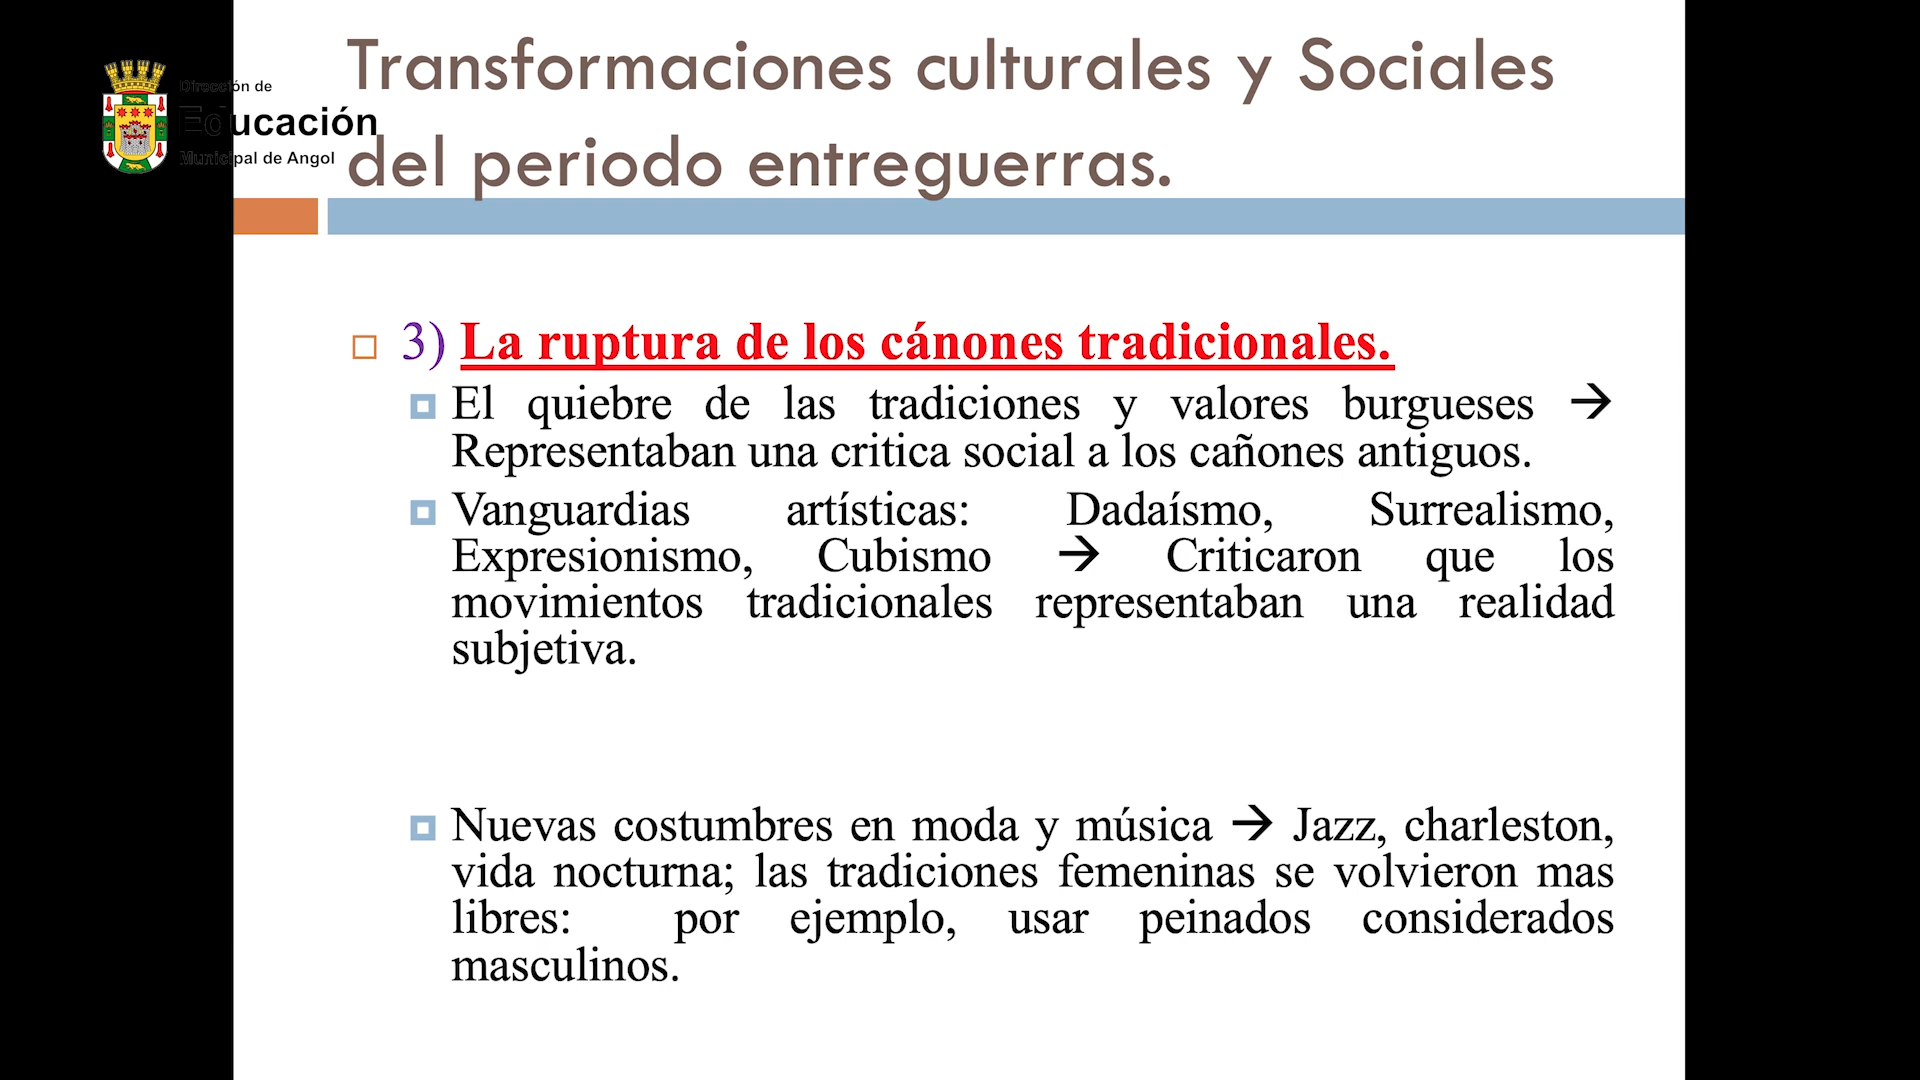 Transformaciones culturales y Sociales
del periodo entreguerras.
Dirección de
Educación
Municipal de Angol
3) La ruptura de los cánones tradicionales.
El quiebre de las tradiciones y valores burgueses →
Representaban una critica social a los cañones antiguos.
Vanguardias artísticas: Dadaísmo, Surrealismo,
Expresionismo, Cubismo → Criticaron que los
movimientos tradicionales representaban una realidad
subjetiva.
Nuevas costumbres en moda y música → Jazz, charleston,
vida nocturna; las tradiciones femeninas se volvieron mas
libres: por ejemplo, usar peinados considerados
masculinos.